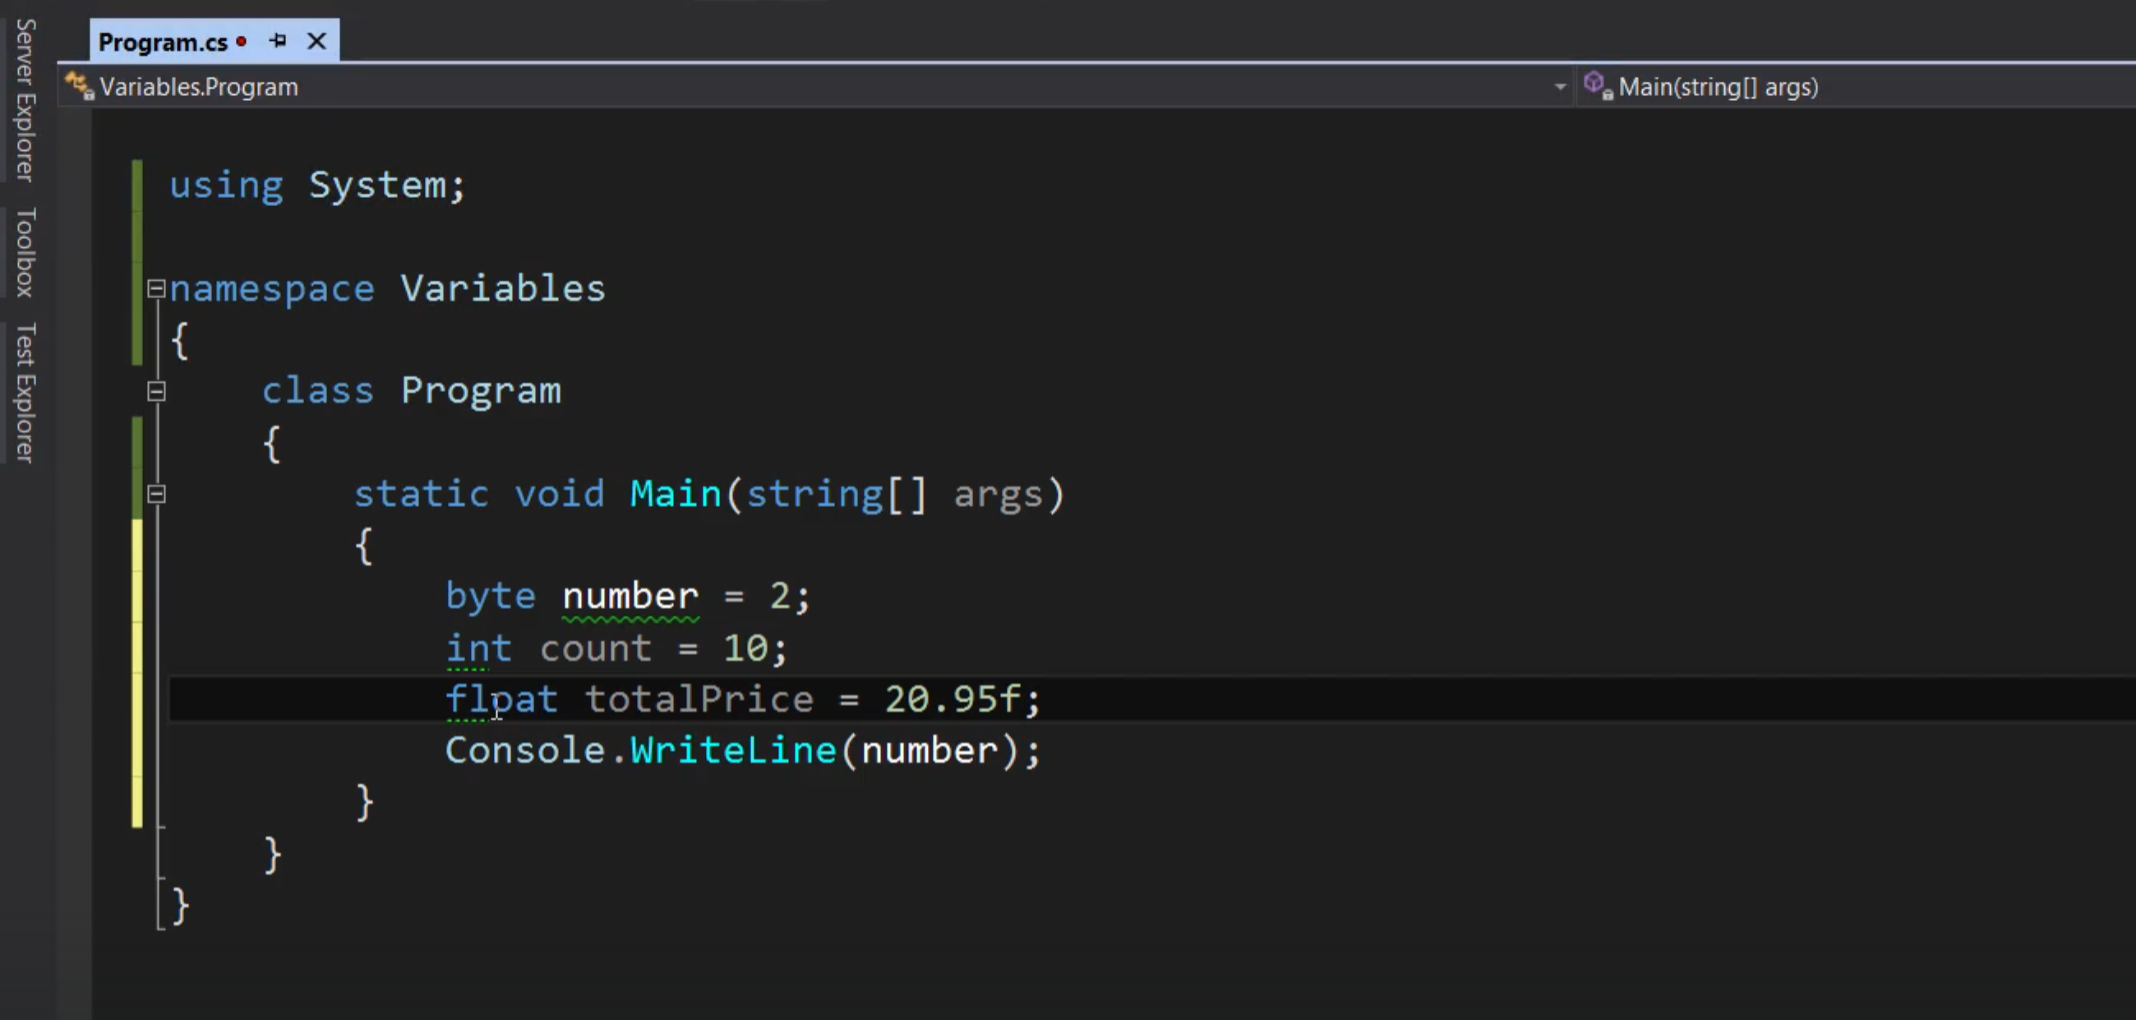 Program.cs
Variables.Program
Main(string[] args)
Server Explorer
Toolbox
Test Explorer
using System;
namespace Variables
{
class Program
{
static void Main(string[] args)
{
byte number = 2;
int count = 10;
float totalPrice = 20.95f;
Console.WriteLine(number);
}
}
}